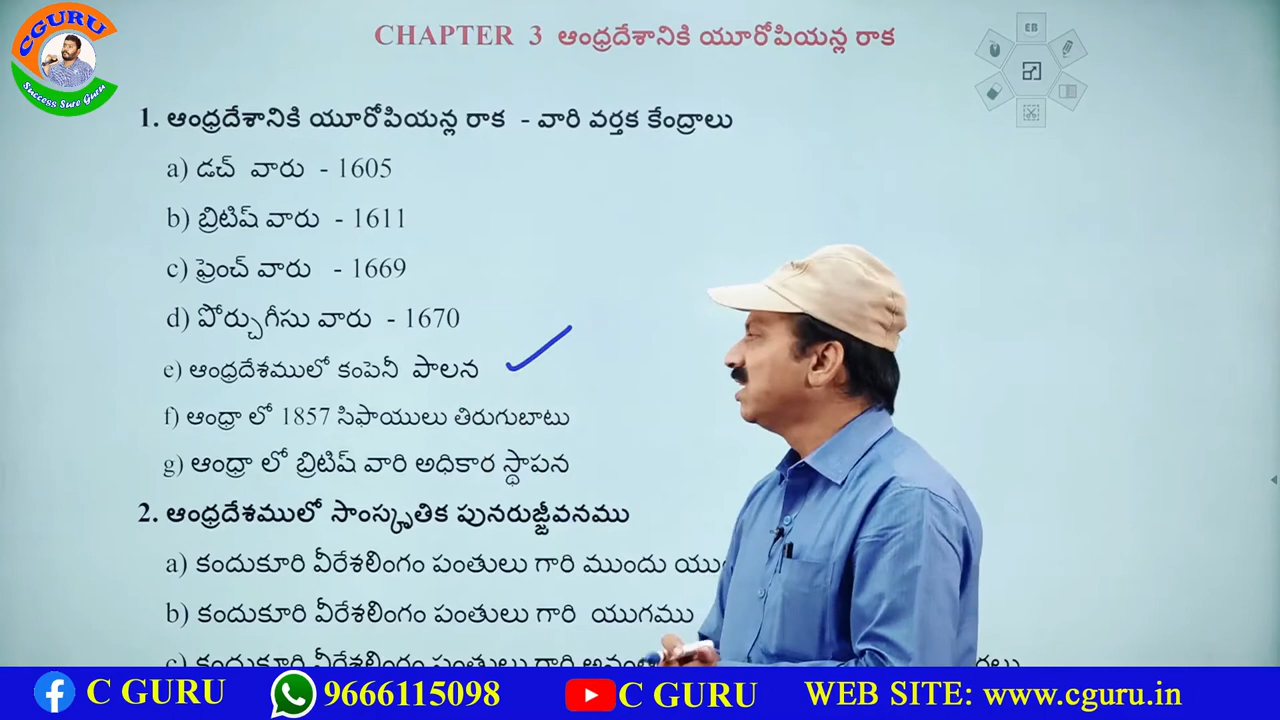 CGURU
Success Sure Guru
CHAPTER 3 ఆంధ్రదేశానికి యూరోపియన్ల రాక
EB
1. ఆంధ్రదేశానికి యూరోపియన్ల రాక - వారి వర్తక కేంద్రాలు
a) డచ్ వారు - 1605
b) బ్రిటిష్ వారు - 1611
c) ఫ్రెంచ్ వారు - 1669
d) పోర్చుగీసు వారు - 1670
e) ఆంధ్రదేశములో కంపెనీ పాలన
f) ఆంధ్రా లో 1857 సిఫాయులు తిరుగుబాటు
g) ఆంధ్రా లో బ్రిటిష్ వారి అధికార స్థాపన
2. ఆంధ్రదేశములో సాంస్కృతిక పునరుజ్జీవనము
a) కందుకూరి వీరేశలింగం పంతులు గారి ముందు
b) కందుకూరి వీరేశలింగం పంతులు గారి యుగము
c) కందుకూరి వీరేశలింగం పంతులు గారి
C GURU 9666115098 C GURU WEB SITE: www.cguru.in